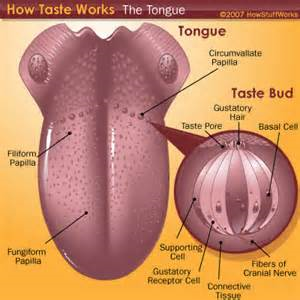 How Taste Works The Tongue
©2007 HowStuffWorks
Tongue
Circumvallate
Papilla
Taste Bud
Gustatory
Hair
Taste Pore
Basal Cell
Filiform
Papilla
Fungiform
Papilla
Supporting
Cell
Gustatory
Receptor Cell
Connective
Tissue
Fibers of
Cranial Nerve